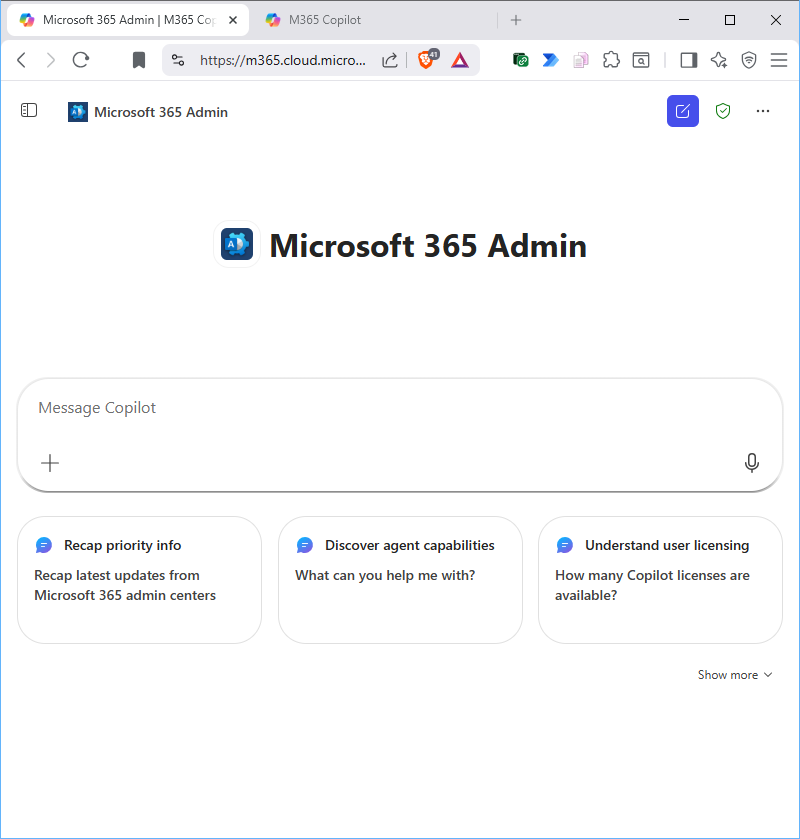 Microsoft 365 Admin | M365 Cop
M365 Copilot
https://m365.cloud.micro...
41
Microsoft 365 Admin
Microsoft 365 Admin
Message Copilot
Recap priority info
Recap latest updates from
Microsoft 365 admin centers
Discover agent capabilities
What can you help me with?
Understand user licensing
How many Copilot licenses are
available?
Show more